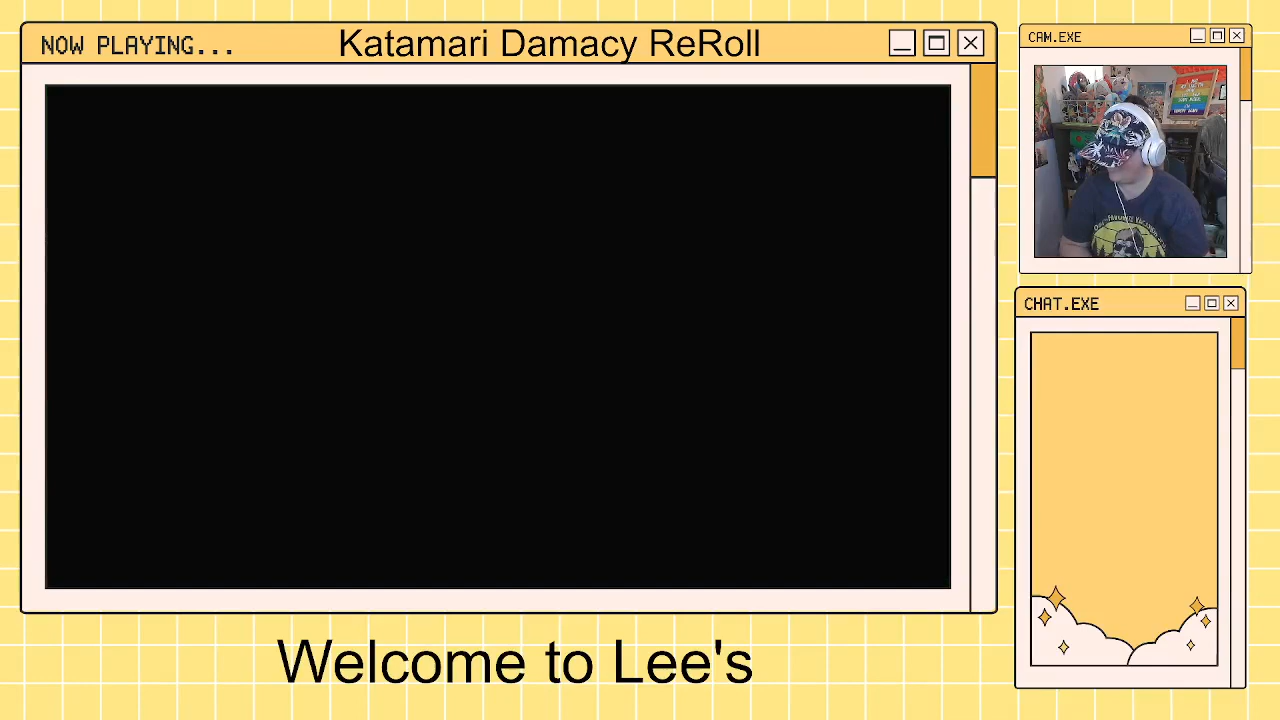 NOW PLAYING...
Katamari Damacy ReRoll
CAM.EXE
CHAT.EXE
Welcome to Lee's